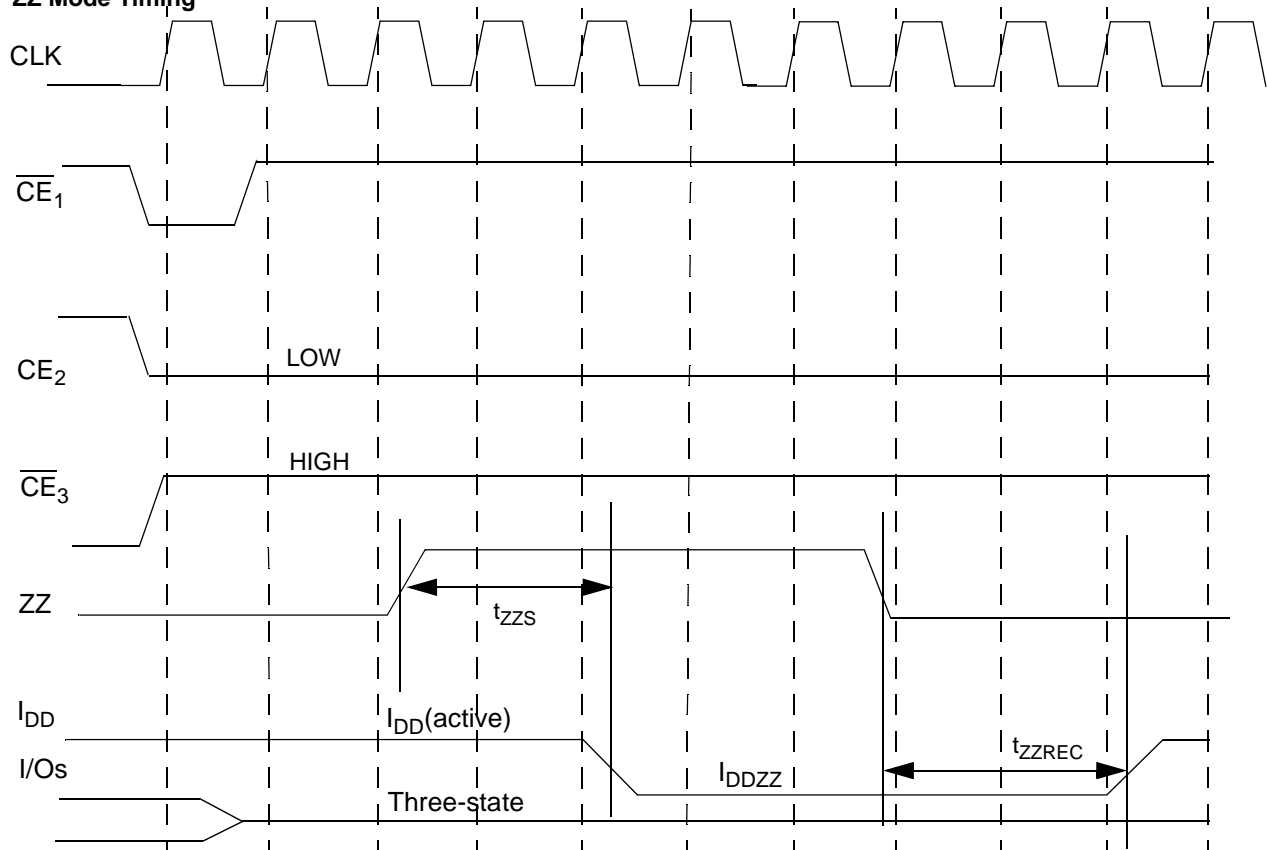 ZZ Mode Timing
CLK
CE1
CE2
LOW
CE3
HIGH
ZZ
tZZS
IDD
IDD(active)
I/Os
IDDZZ
tZZREC
Three-state